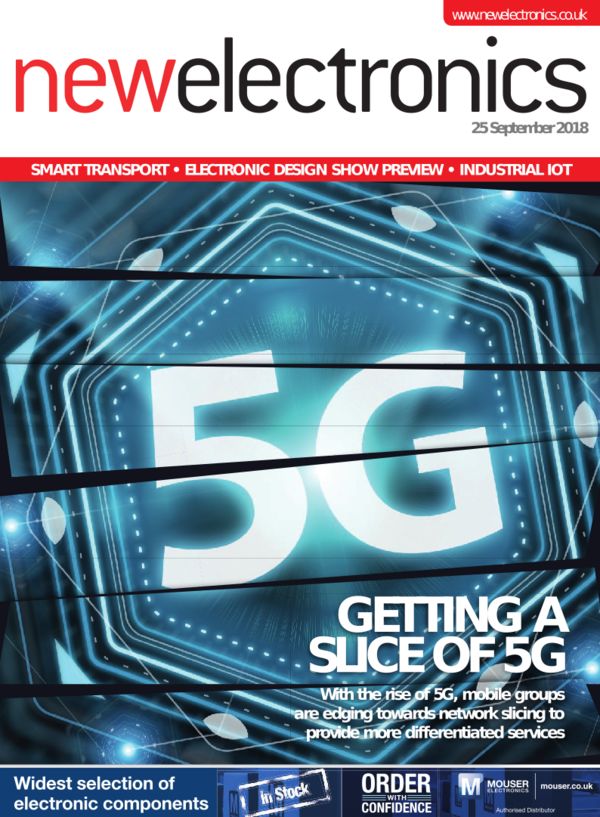 www.newelectronics.co.uk
newelectronics
25 September 2018
SMART TRANSPORT • ELECTRONIC DESIGN SHOW PREVIEW • INDUSTRIAL IOT
5G
GETTING A
SLICE OF 5G
With the rise of 5G, mobile groups
are edging towards network slicing to
provide more differentiated services
Widest selection of
electronic components
In Stock
ORDER
WITH
CONFIDENCE
M MOUSER
ELECTRONICS
mouser.co.uk
Authorised Distributor